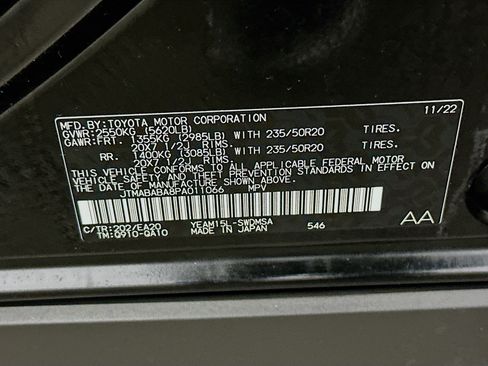 MFD.BY:TOYOTA MOTOR CORPORATION 11/22
GVWR:2550KG (5620LB)
GAWR:FRT. 1355KG (2985LB) WITH 235/50R20 TIRES.
20X7 1/2J RIMS.
RR. 1400KG (3085LB) WITH 235/50R20 TIRES.
20X7 1/2J RIMS.
THIS VEHICLE CONFORMS TO ALL APPLICABLE FEDERAL MOTOR
VEHICLE SAFETY AND THEFT PREVENTION STANDARDS IN EFFECT ON
THE DATE OF MANUFACTURE SHOWN ABOVE.
JTMABABA8PA011066 MPV
C/TR:202/EA20 YEAM15L-SWDMSA AA
TM:Q910-QA10 MADE IN JAPAN 546